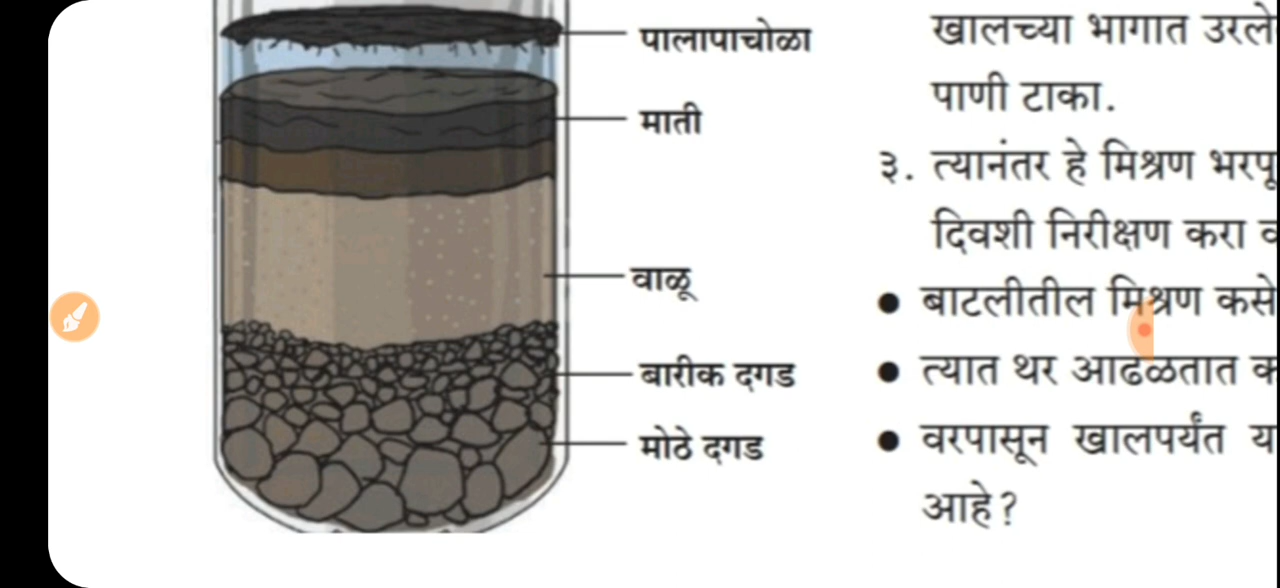 पालापाचोळा
माती
वाळू
बारीक दगड
मोठे दगड
खालच्या भागात उरले
पाणी टाका.
३. त्यानंतर हे मिश्रण भरपू
दिवशी निरीक्षण करा व
● बाटलीतील मिश्रण कसे
● त्यात थर आढळतात क
● वरपासून खालपर्यंत य
आहे?